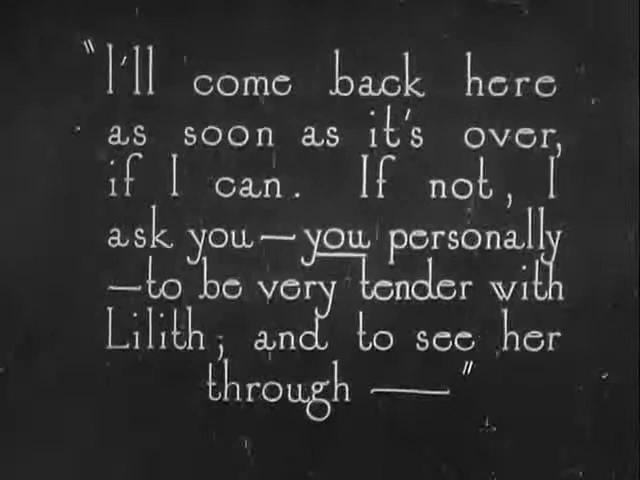 "I'll come back here
as soon as it's over,
if I can. If not, I
ask you—you personally
—to be very tender with
Lilith; and to see her
through ——"